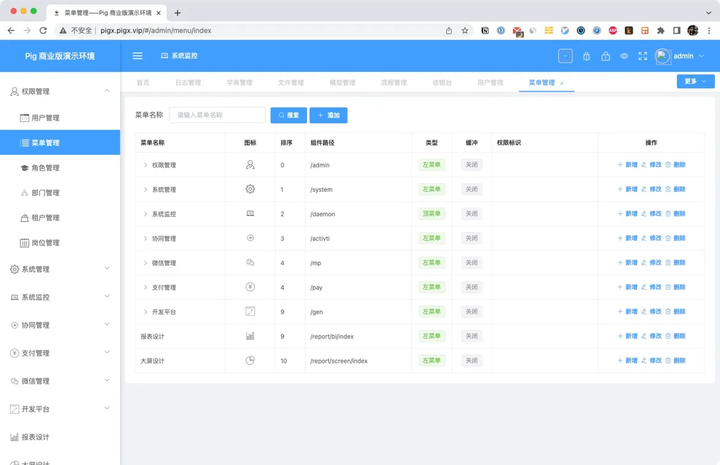 菜单管理——Pig 商业版演示环境
不安全 | pigx.pigx.vip/#/admin/menu/index
Pig 商业版演示环境
系统监控
admin
首页 日志管理 字典管理 文件管理 模型管理 流程管理 收银台 用户管理 菜单管理
更多
权限管理
用户管理
菜单管理
角色管理
部门管理
租户管理
岗位管理
系统管理
系统监控
协同管理
支付管理
微信管理
开发平台
报表设计
大屏设计
菜单名称 请输入菜单名称 搜索 添加
菜单名称 图标 排序 组件路径 类型 缓冲 权限标识 操作
权限管理 0 /admin 左菜单 关闭 新增 修改 删除
系统管理 1 /system 左菜单 关闭 新增 修改 删除
系统监控 2 /daemon 顶菜单 关闭 新增 修改 删除
协同管理 3 /activti 左菜单 关闭 新增 修改 删除
微信管理 4 /mp 左菜单 关闭 新增 修改 删除
支付管理 4 /pay 左菜单 关闭 新增 修改 删除
开发平台 9 /gen 左菜单 关闭 新增 修改 删除
报表设计 9 /report/bi/index 左菜单 关闭 新增 修改 删除
大屏设计 10 /report/screen/index 左菜单 关闭 新增 修改 删除